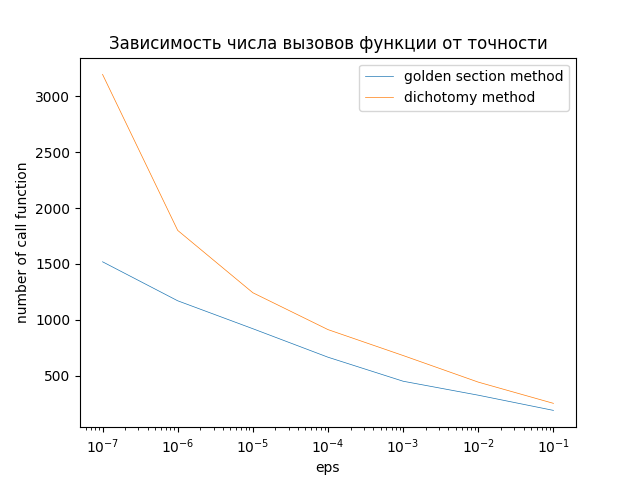 Зависимость числа вызовов функции от точности
golden section method
dichotomy method
number of call function
3000
2500
2000
1500
1000
500
10⁻⁷ 10⁻⁶ 10⁻⁵ 10⁻⁴ 10⁻³ 10⁻² 10⁻¹
eps